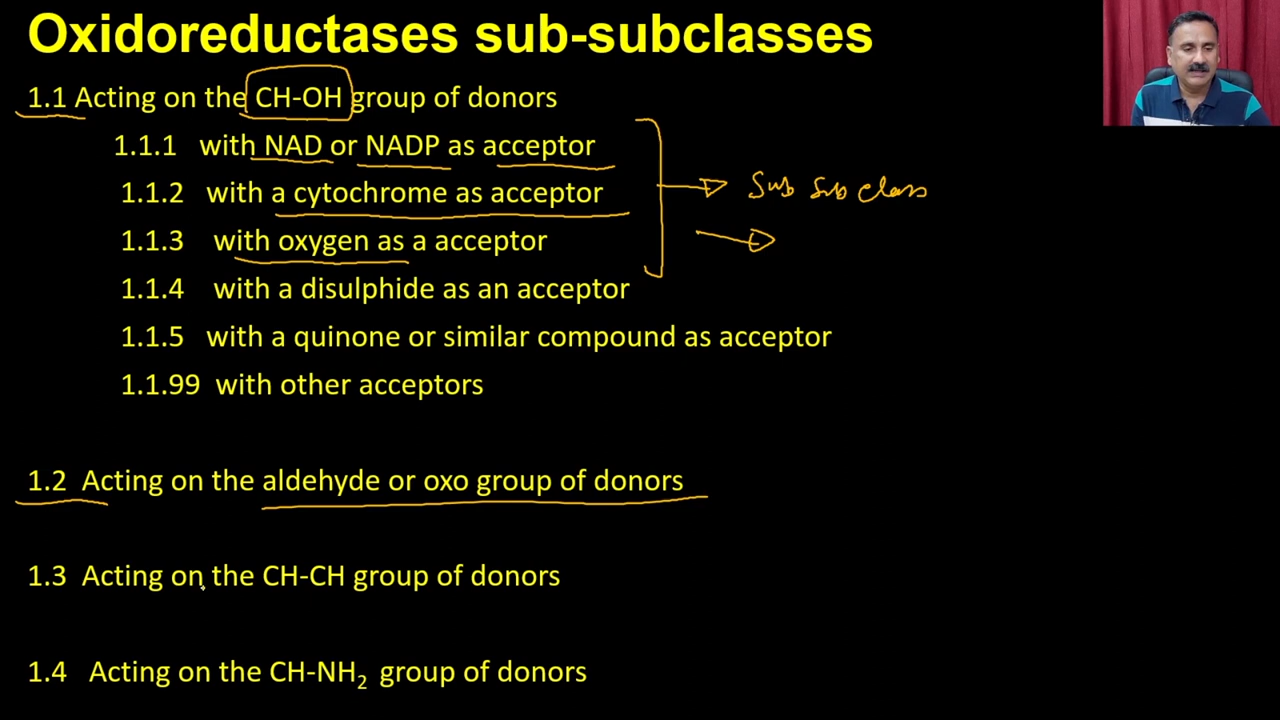 Oxidoreductases sub-subclasses
1.1 Acting on the CH-OH group of donors
1.1.1 with NAD or NADP as acceptor
1.1.2 with a cytochrome as acceptor
Sub Sub class
1.1.3 with oxygen as a acceptor
1.1.4 with a disulphide as an acceptor
1.1.5 with a quinone or similar compound as acceptor
1.1.99 with other acceptors
1.2 Acting on the aldehyde or oxo group of donors
1.3 Acting on the CH-CH group of donors
1.4 Acting on the CH-NH₂ group of donors